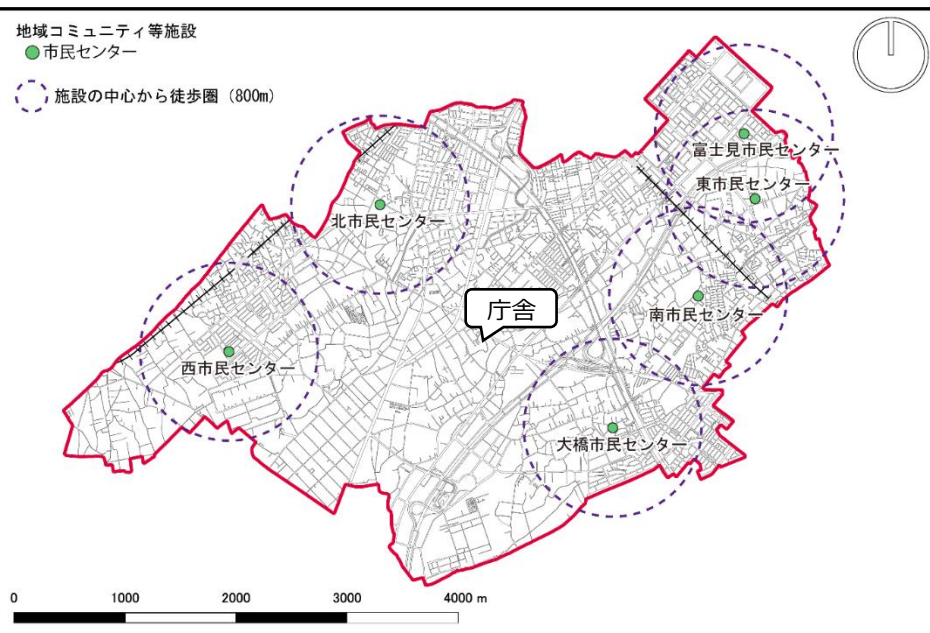 地域コミュニティ等施設
市民センター
施設の中心から徒歩圏（800m）
富士見市民センター
東市民センター
北市民センター
庁舎
南市民センター
西市民センター
大橋市民センター
0 1000 2000 3000 4000 m